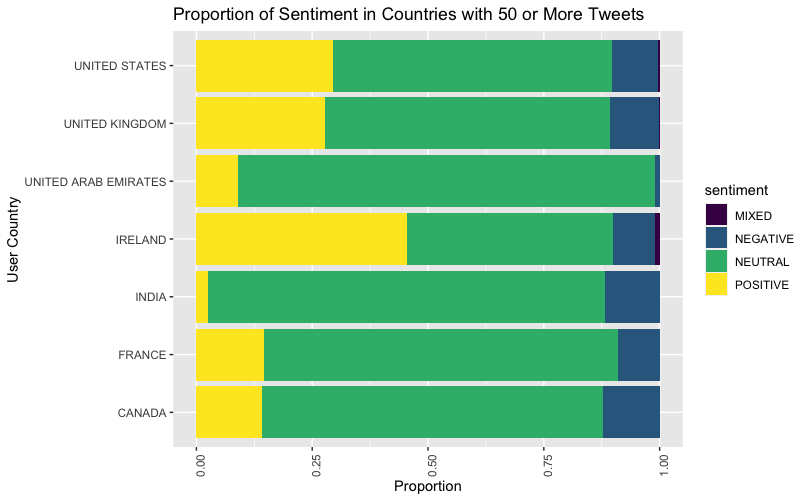 Proportion of Sentiment in Countries with 50 or More Tweets
User Country
UNITED STATES
UNITED KINGDOM
UNITED ARAB EMIRATES
IRELAND
INDIA
FRANCE
CANADA
0.00
0.25
0.50
0.75
1.00
Proportion
sentiment
MIXED
NEGATIVE
NEUTRAL
POSITIVE